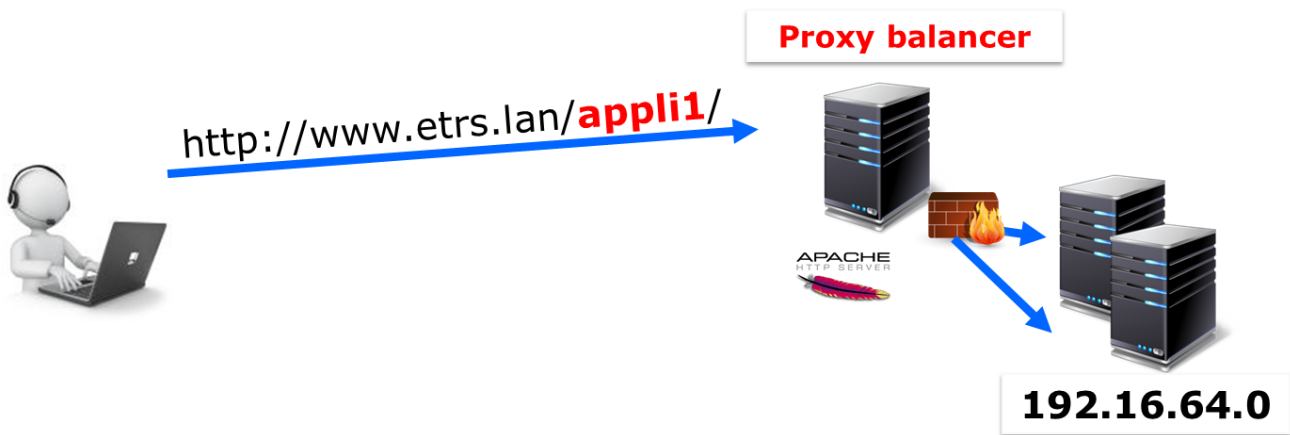 Proxy balancer
http://www.etrs.lan/appli1/
APACHE
HTTP SERVER
192.16.64.0